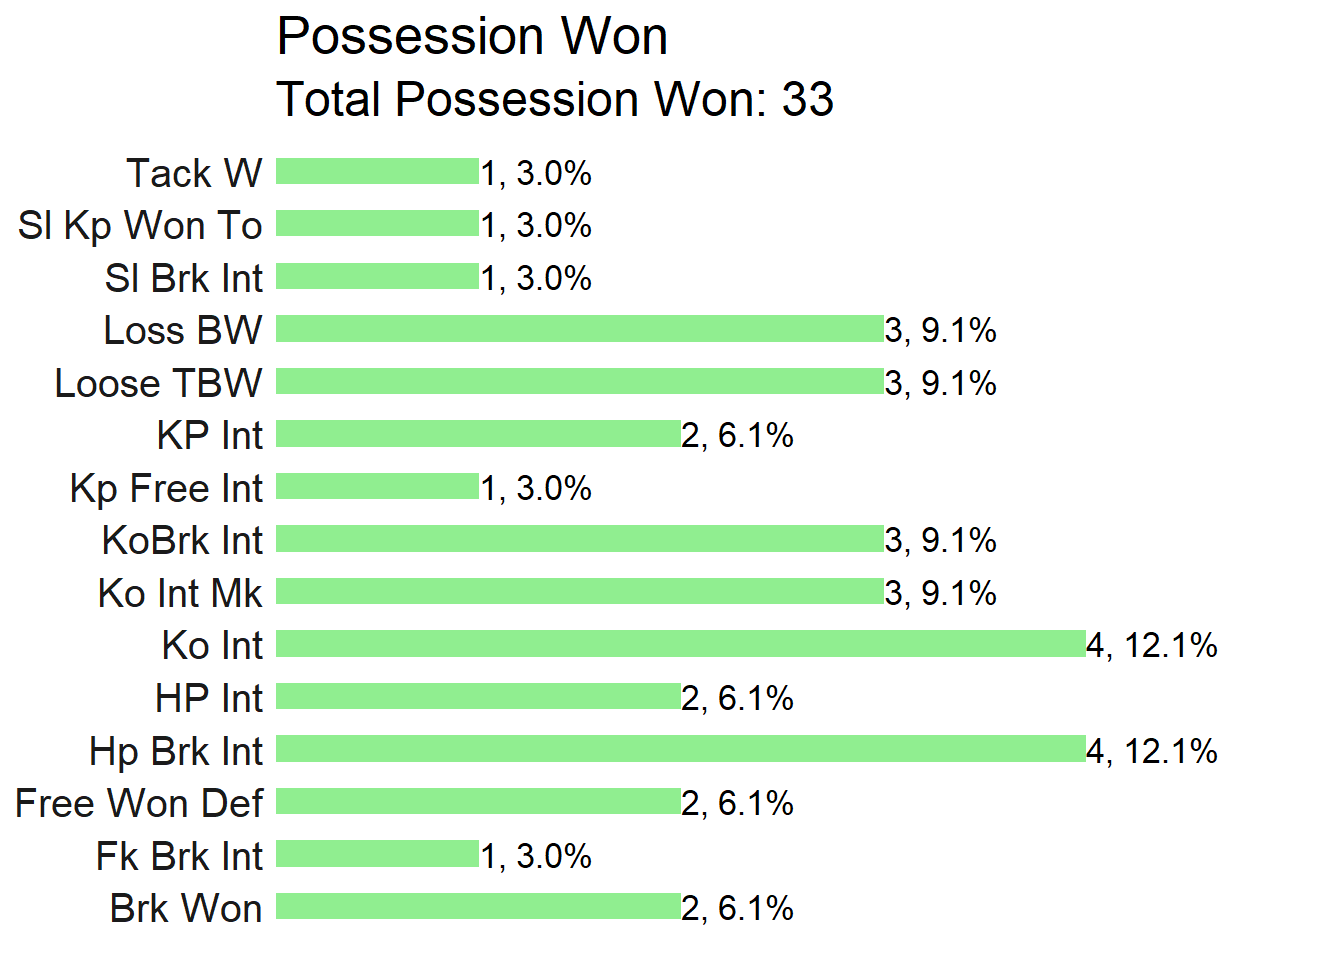 Possession Won
Total Possession Won: 33
Tack W 1, 3.0%
Sl Kp Won To 1, 3.0%
Sl Brk Int 1, 3.0%
Loss BW 3, 9.1%
Loose TBW 3, 9.1%
KP Int 2, 6.1%
Kp Free Int 1, 3.0%
KoBrk Int 3, 9.1%
Ko Int Mk 3, 9.1%
Ko Int 4, 12.1%
HP Int 2, 6.1%
Hp Brk Int 4, 12.1%
Free Won Def 2, 6.1%
Fk Brk Int 1, 3.0%
Brk Won 2, 6.1%